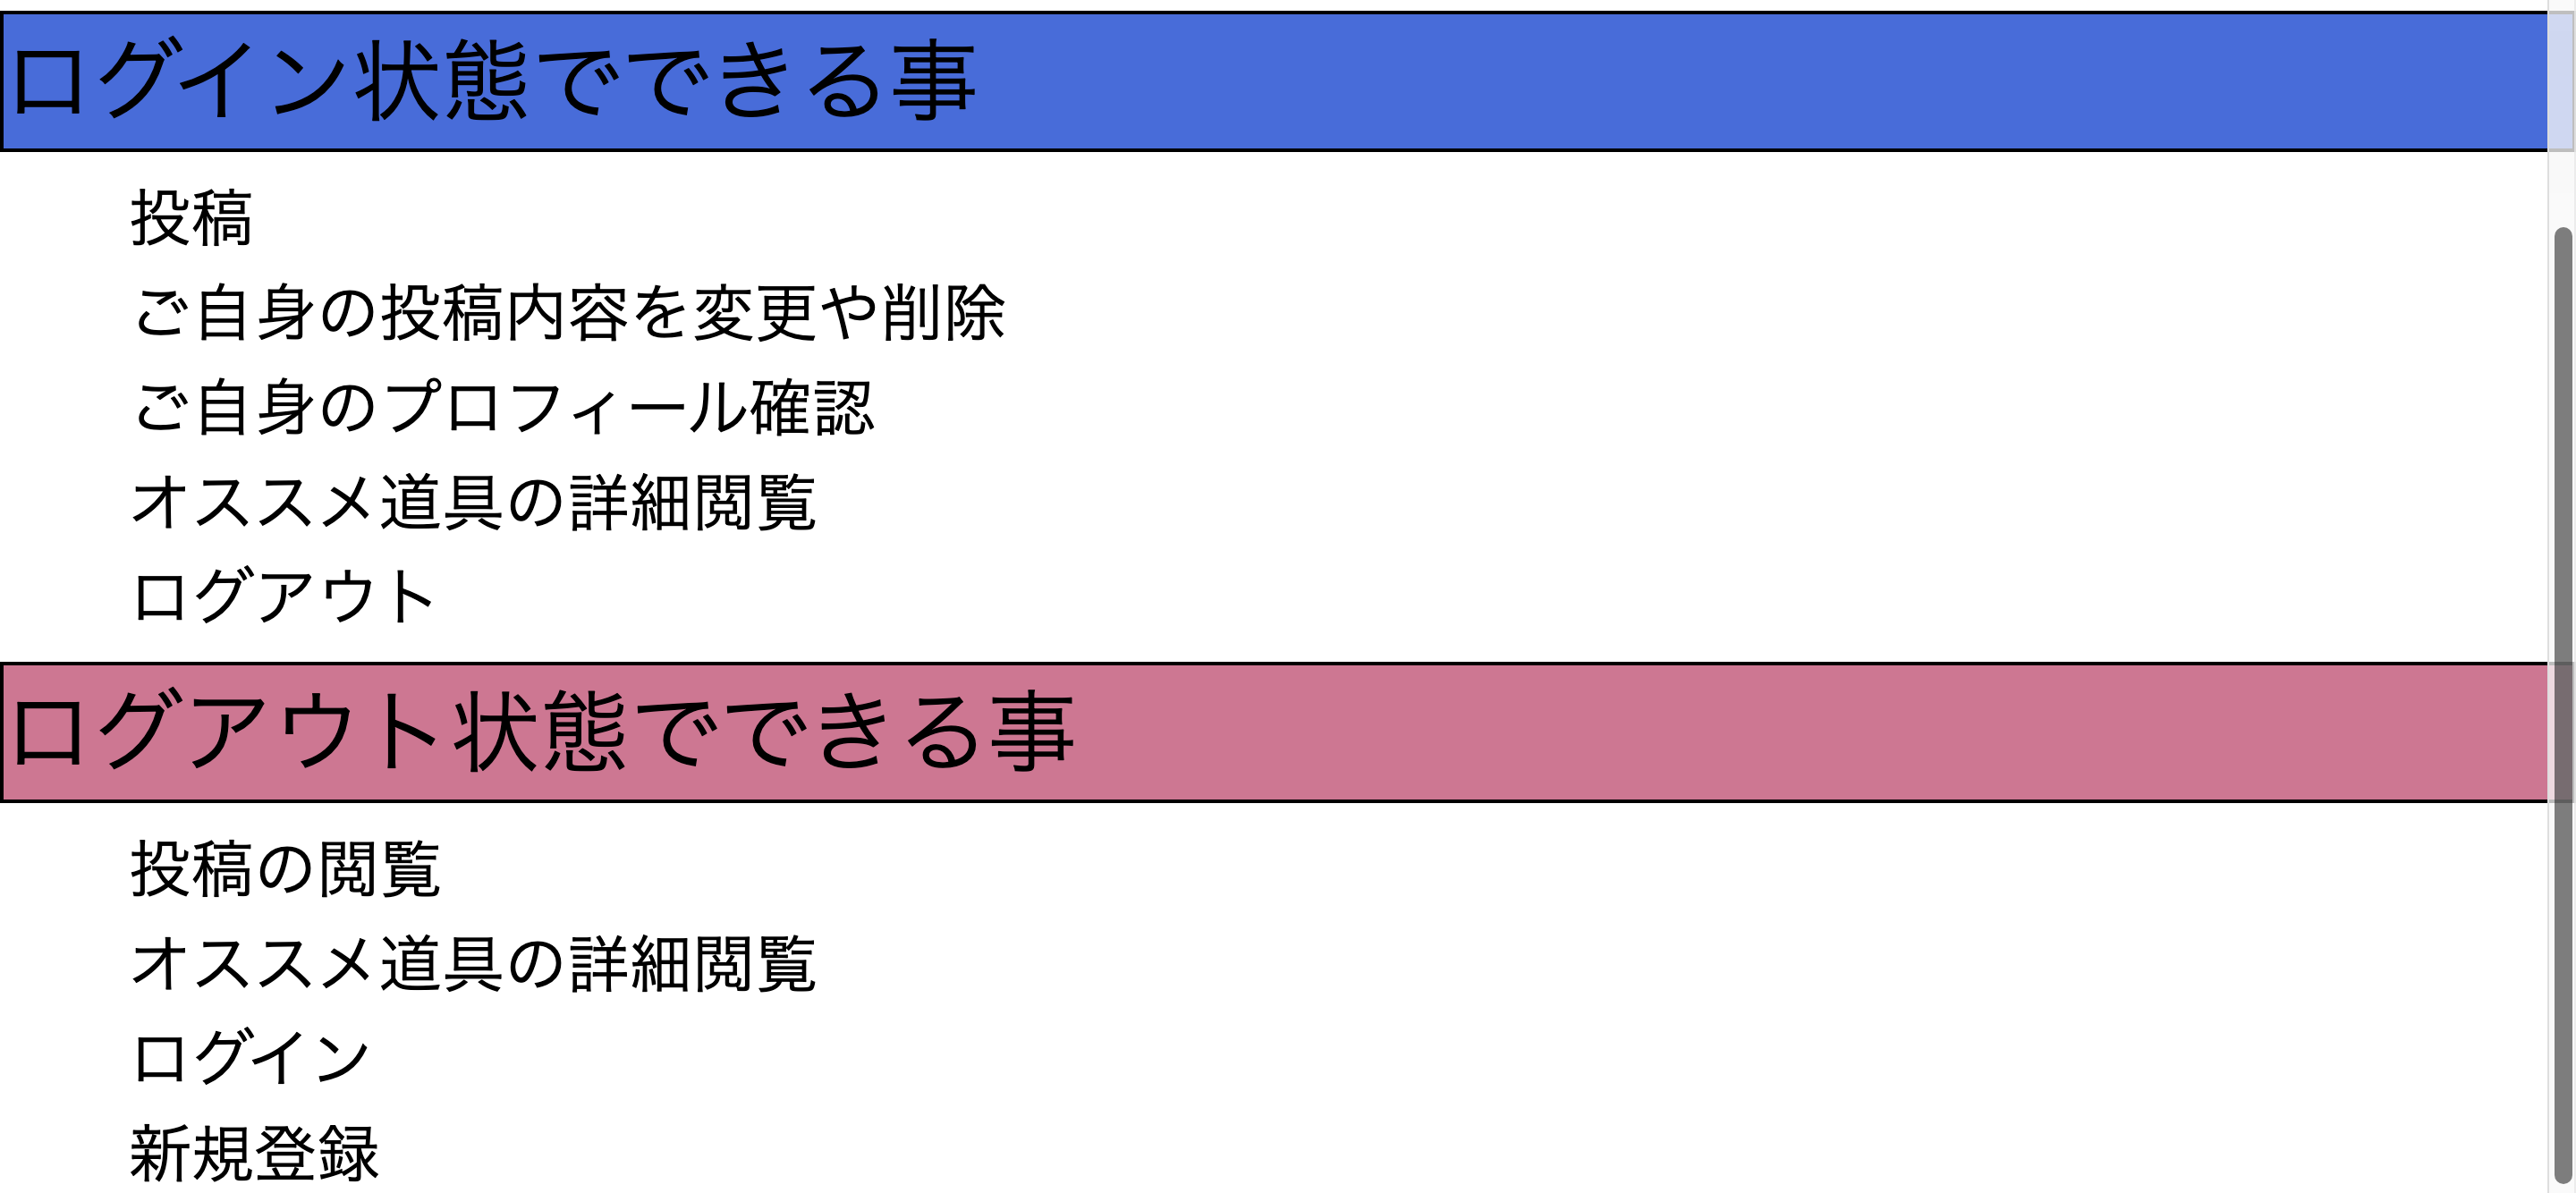 ログイン状態でできる事
投稿
ご自身の投稿内容を変更や削除
ご自身のプロフィール確認
オススメ道具の詳細閲覧
ログアウト
ログアウト状態でできる事
投稿の閲覧
オススメ道具の詳細閲覧
ログイン
新規登録